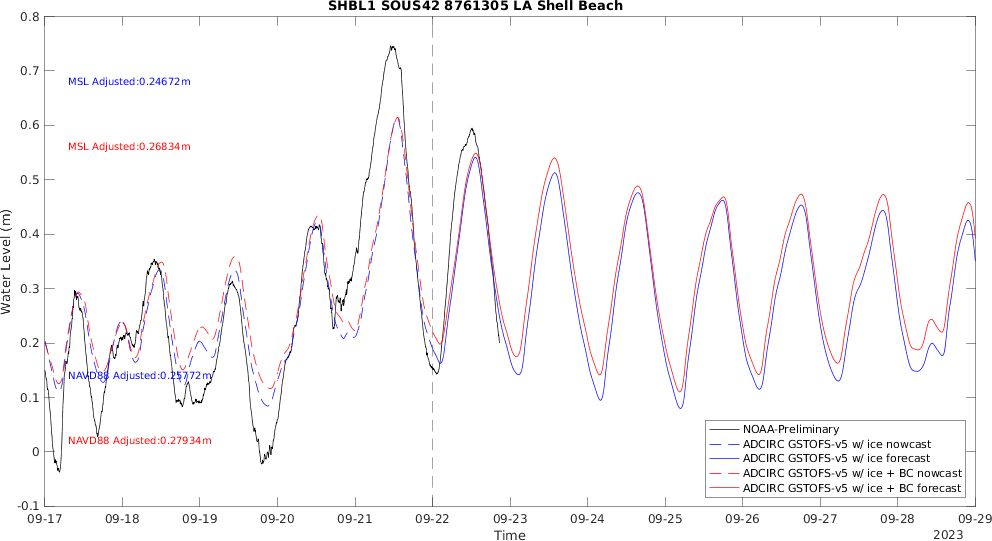 SHBL1 SOUS42 8761305 LA Shell Beach
0.8
0.7
0.6
0.5
0.4
0.3
0.2
0.1
0
-0.1
Water Level (m)
MSL Adjusted:0.24672m
MSL Adjusted:0.26834m
NAVD88 Adjusted:0.25772m
NAVD88 Adjusted:0.27934m
NOAA-Preliminary
ADCIRC GSTOFS-v5 w/ ice nowcast
ADCIRC GSTOFS-v5 w/ ice forecast
ADCIRC GSTOFS-v5 w/ ice + BC nowcast
ADCIRC GSTOFS-v5 w/ ice + BC forecast
09-17 09-18 09-19 09-20 09-21 09-22 09-23 09-24 09-25 09-26 09-27 09-28 09-29
Time
2023